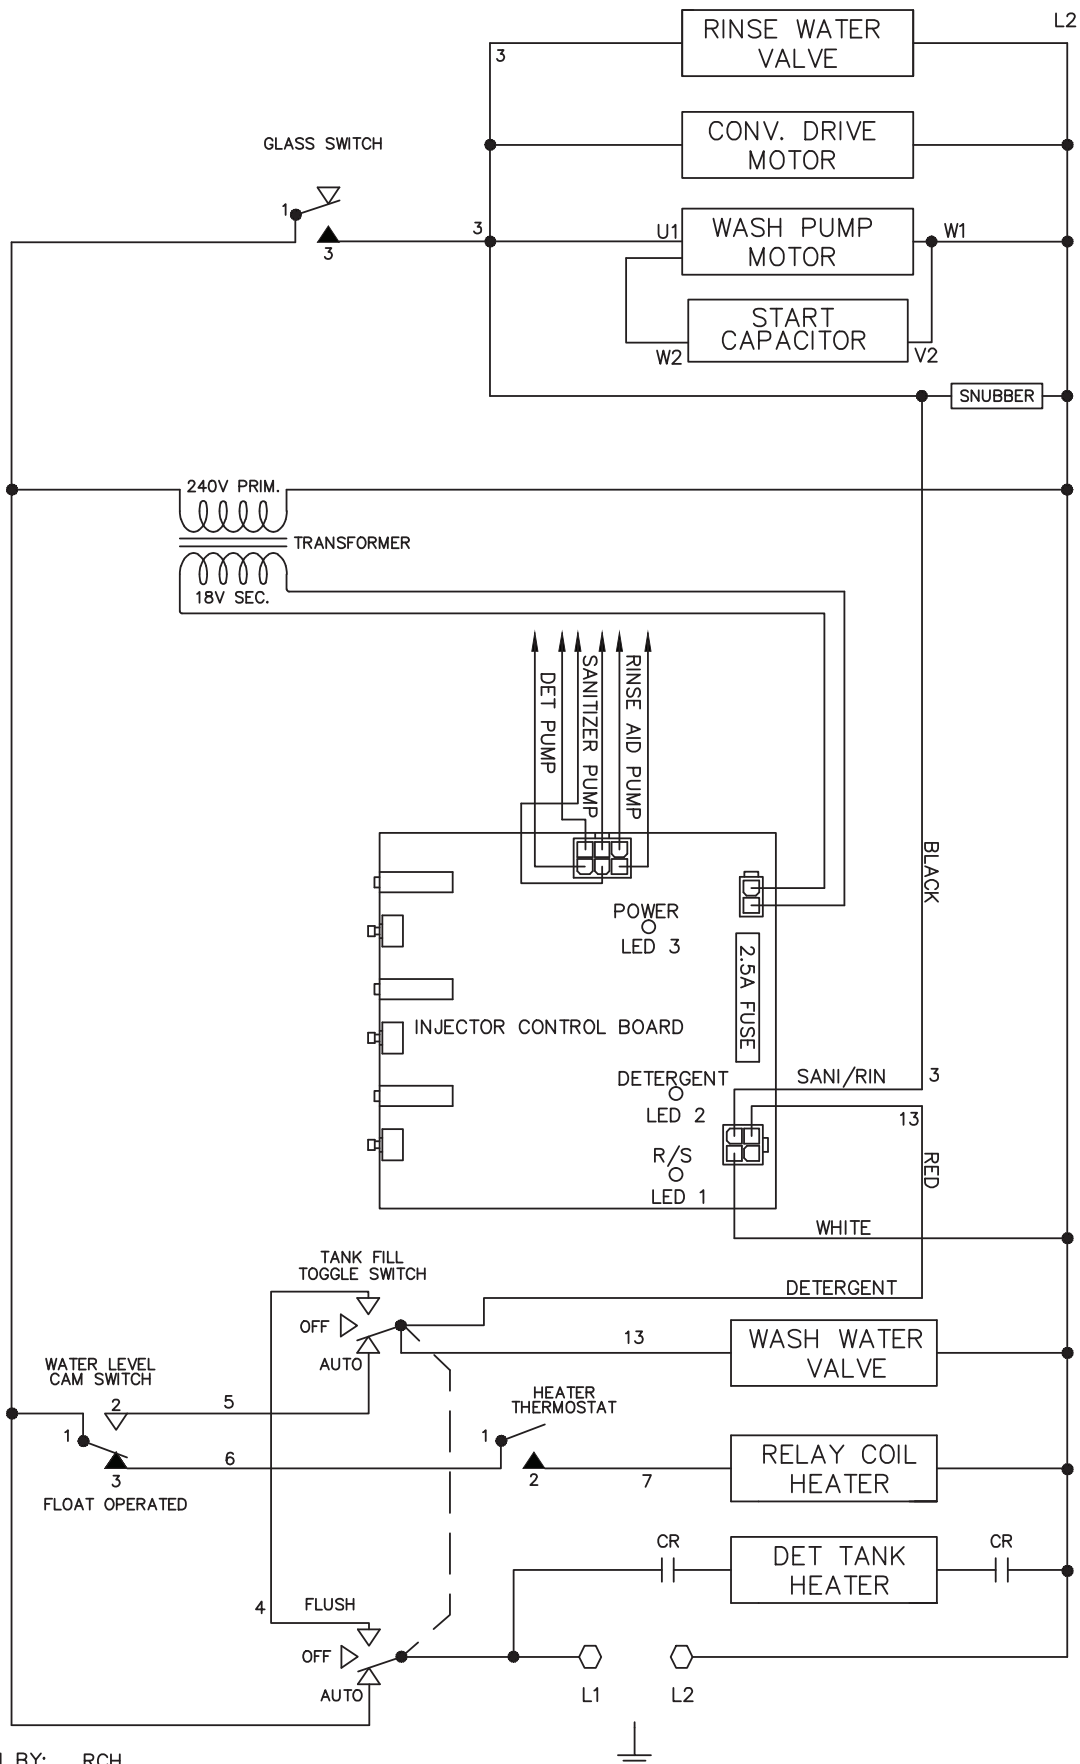 L2
RINSE WATER
VALVE
3
GLASS SWITCH
CONV. DRIVE
MOTOR
1
3
3
U1
WASH PUMP
MOTOR
W1
START
CAPACITOR
W2
V2
SNUBBER
240V PRIM.
TRANSFORMER
18V SEC.
DET PUMP
SANITIZER PUMP
RINSE AID PUMP
BLACK
POWER
LED 3
2.5A FUSE
INJECTOR CONTROL BOARD
DETERGENT
LED 2
SANI/RIN
3
13
R/S
LED 1
RED
WHITE
TANK FILL
TOGGLE SWITCH
DETERGENT
OFF
AUTO
13
WASH WATER
VALVE
WATER LEVEL
CAM SWITCH
2
5
1
3
6
FLOAT OPERATED
HEATER
THERMOSTAT
1
2
7
RELAY COIL
HEATER
CR
DET TANK
HEATER
CR
4
FLUSH
OFF
AUTO
L1
L2
BY: RCH